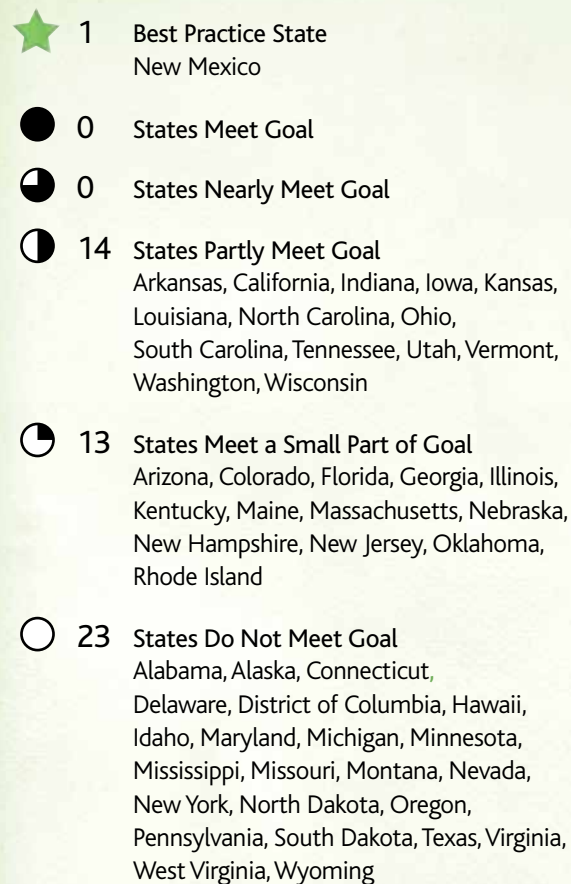 1 Best Practice State
New Mexico
0 States Meet Goal
0 States Nearly Meet Goal
14 States Partly Meet Goal
Arkansas, California, Indiana, Iowa, Kansas,
Louisiana, North Carolina, Ohio,
South Carolina, Tennessee, Utah, Vermont,
Washington, Wisconsin
13 States Meet a Small Part of Goal
Arizona, Colorado, Florida, Georgia, Illinois,
Kentucky, Maine, Massachusetts, Nebraska,
New Hampshire, New Jersey, Oklahoma,
Rhode Island
23 States Do Not Meet Goal
Alabama, Alaska, Connecticut,
Delaware, District of Columbia, Hawaii,
Idaho, Maryland, Michigan, Minnesota,
Mississippi, Missouri, Montana, Nevada,
New York, North Dakota, Oregon,
Pennsylvania, South Dakota, Texas, Virginia,
West Virginia, Wyoming